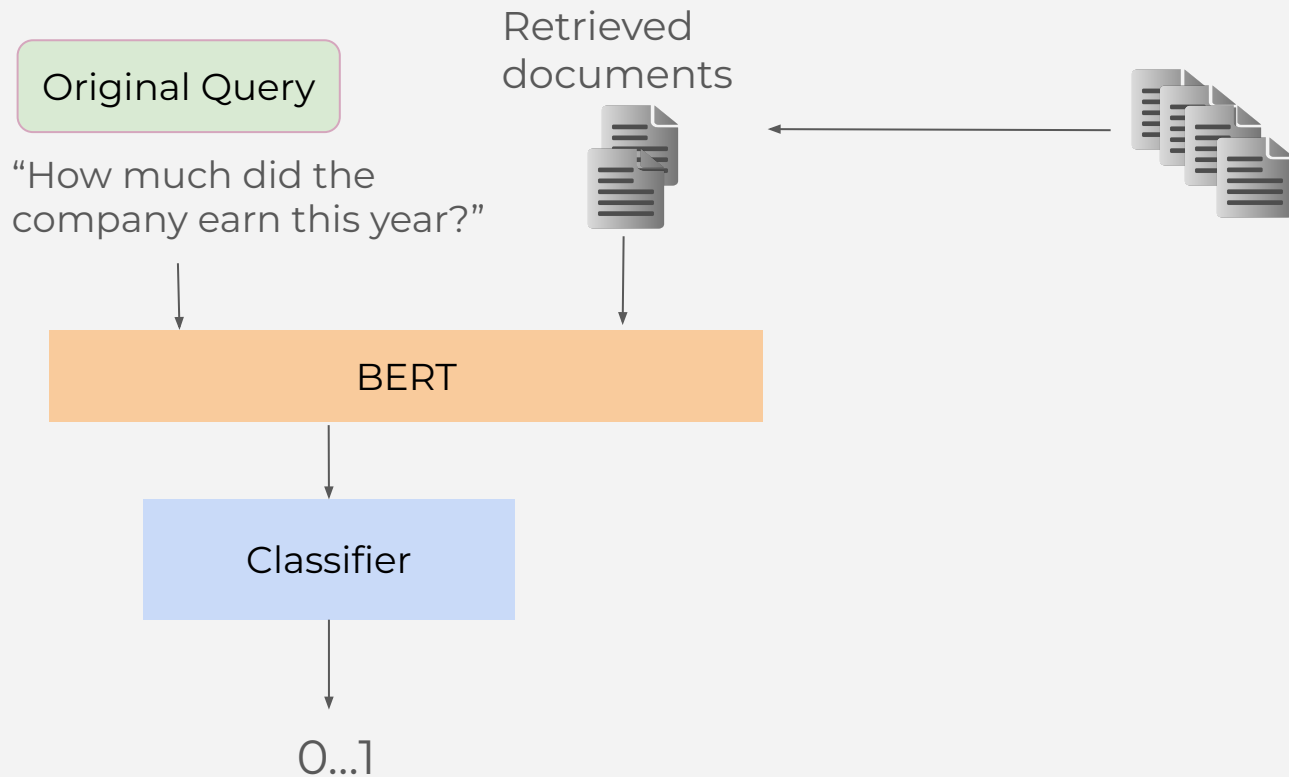 Original Query
“How much did the
company earn this year?”
Retrieved
documents
BERT
Classifier
0...1